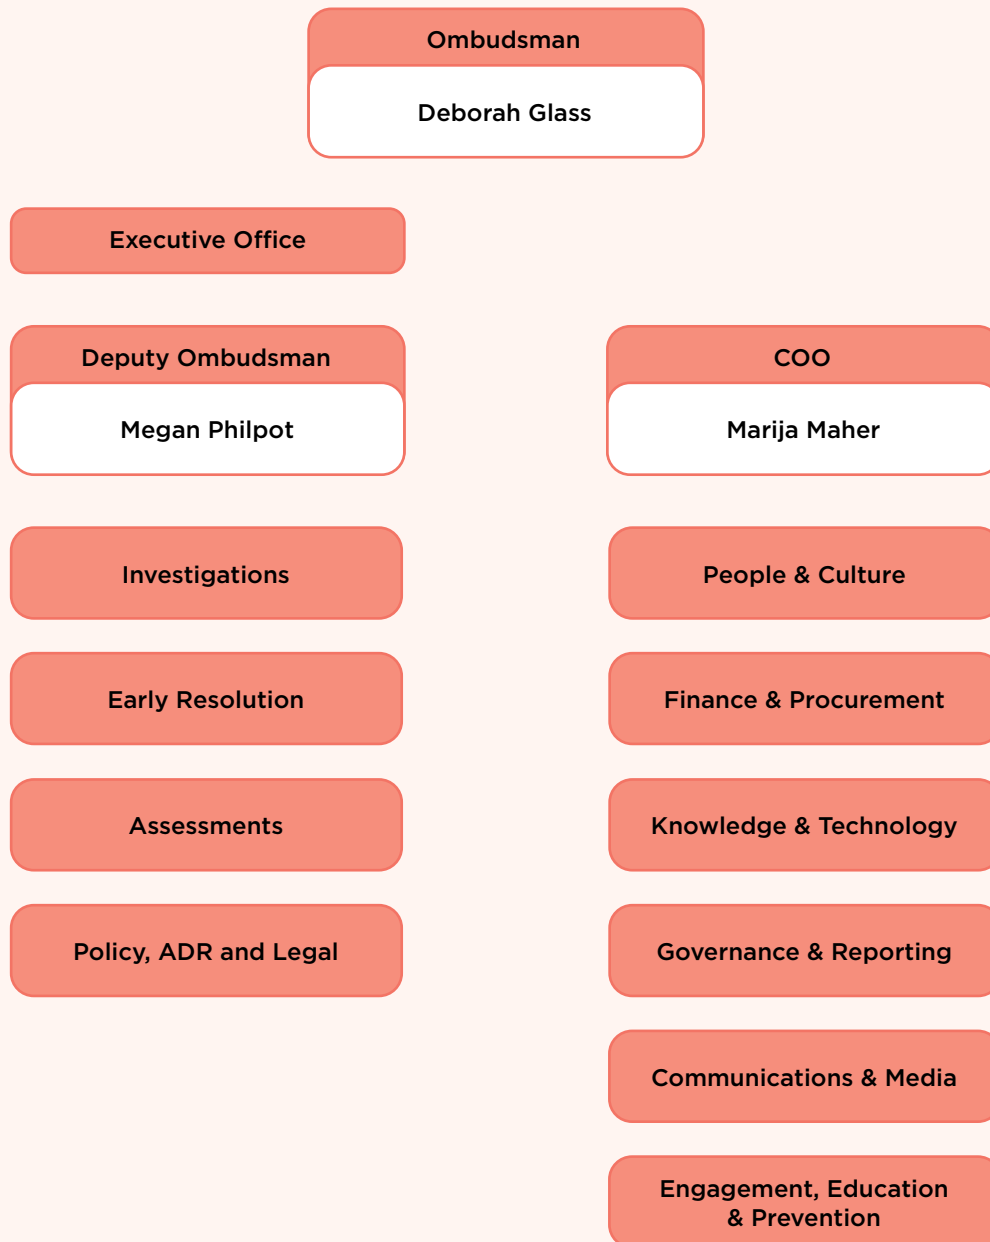 Ombudsman
Deborah Glass
Executive Office
Deputy Ombudsman
Megan Philpot
Investigations
Early Resolution
Assessments
Policy, ADR and Legal
COO
Marija Maher
People & Culture
Finance & Procurement
Knowledge & Technology
Governance & Reporting
Communications & Media
Engagement, Education
& Prevention